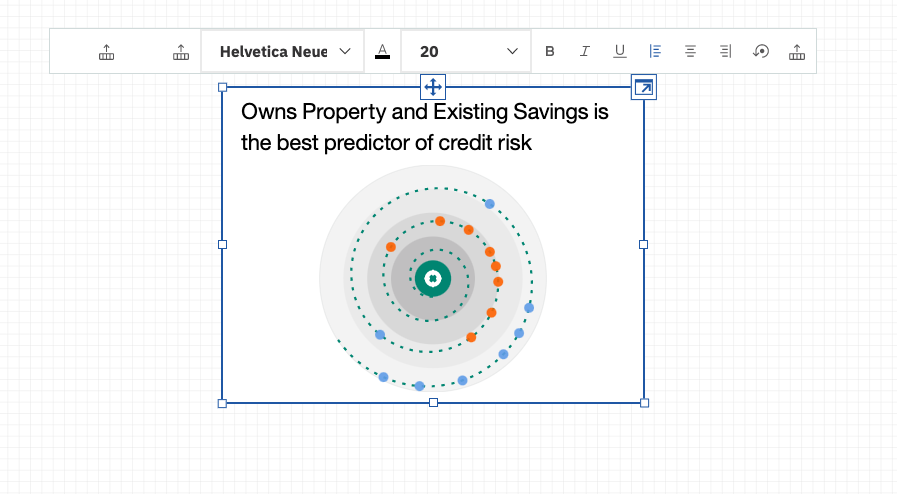 Helvetica Neue
A
20
B
I
U
Owns Property and Existing Savings is
the best predictor of credit risk